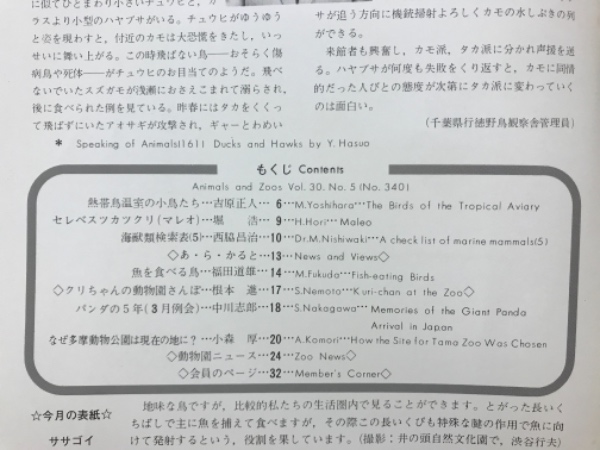 に似てひとまわり小さいチュウヒと，カ
ラスより小型のハヤブサがいる。チュウヒがゆうゆう
と姿を現わすと，付近のカモは大恐慌をきたし，いっ
せいに舞い上がる。この時飛ばない鳥——おそらく傷
病鳥や死体——がチュウヒのお目当てのようだ。飛べ
ないでいたスズガモが浅瀬におさえこまれて溺らされ，
後に食べられた例を見ている。昨春にはタカをくくっ
て飛ばずにいたアオサギが攻撃され，ギャーとわめい
サが追う方向に機銃掃射よろしくカモの水しぶきの列
ができる。
来館者も興奮し，カモ派，タカ派に分かれ声援を送
る。ハヤブサが何度も失敗をくり返すと，カモに同情
的だった人びとの態度が次第にタカ派に変わっていく
のは面白い。
（千葉県行徳野鳥観察舎管理員）
* Speaking of Animals(161) Ducks and Hawks by Y. Hasuo
もくじ Contents
Animals and Zoos Vol. 30. No. 5 (No. 340)
熱帯鳥温室の小鳥たち…吉原正人… 6 …M.Yoshihara…The Birds of the Tropical Aviary
セレベスツカツクリ(マレオ)…堀 浩… 9 …H.Hori…Maleo
海獣類検索表(5)…西脇昌治…10…Dr.M.Nishiwaki…A check list of marine mammals(5)
◇あ・ら・かると…13…News and Views◇
魚を食べる鳥…福田道雄…14…M.Fukuda…Fish-eating Birds
◇クリちゃんの動物園さんぽ…根本 進…17…S.Nemoto…Kuri-chan at the Zoo◇
パンダの5年(3月例会)…中川志郎…18…S.Nakagawa…Memories of the Giant Panda
Arrival in Japan
なぜ多摩動物公園は現在の地に？…小森 厚…20…A.Komori…How the Site for Tama Zoo Was Chosen
◇動物園ニュース…24…Zoo News◇
◇会員のページ…32…Member's Corner◇
☆今月の表紙☆
ササゴイ
地味な鳥ですが，比較的私たちの生活圏内で見ることができます。とがった長いく
ちばしで主に魚を捕えて食べますが，その際この長いくびも特殊な腱の作用で魚に向
けて発射するという，役割を果しています。（撮影：井の頭自然文化園で，渋谷行夫）